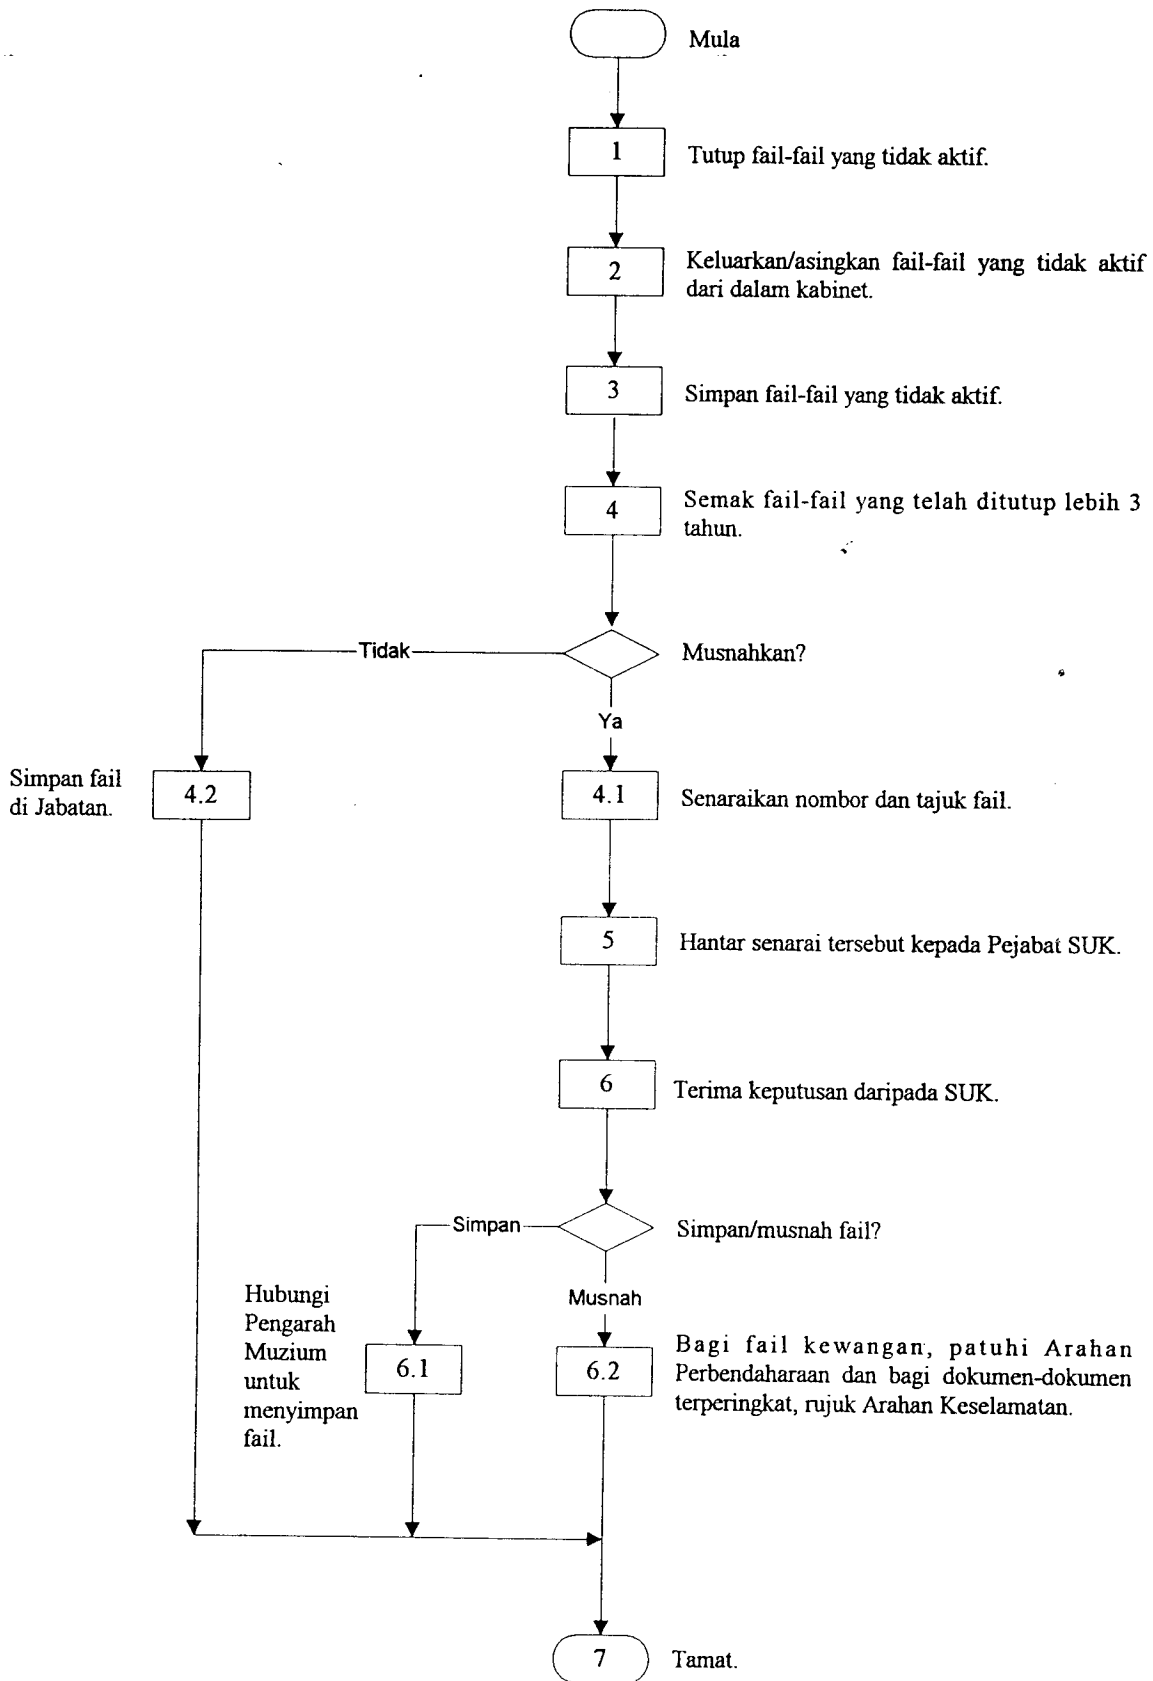 Mula
1
Tutup fail-fail yang tidak aktif.
2
Keluarkan/asingkan fail-fail yang tidak aktif
dari dalam kabinet.
3
Simpan fail-fail yang tidak aktif.
4
Semak fail-fail yang telah ditutup lebih 3
tahun.
Tidak
Musnahkan?
Ya
Simpan fail
di Jabatan.
4.2
4.1
Senaraikan nombor dan tajuk fail.
5
Hantar senarai tersebut kepada Pejabat SUK.
6
Terima keputusan daripada SUK.
Simpan
Simpan/musnah fail?
Musnah
Hubungi
Pengarah
Muzium
untuk
menyimpan
fail.
6.1
6.2
Bagi fail kewangan, patuhi Arahan
Perbendaharaan dan bagi dokumen-dokumen
terperingkat, rujuk Arahan Keselamatan.
7
Tamat.